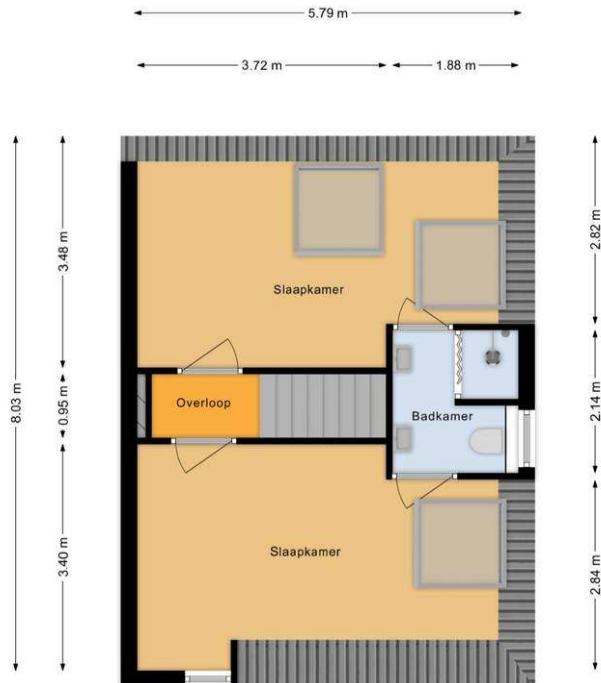 5.79 m
3.72 m
1.88 m
8.03 m
3.48 m
0.95 m
3.40 m
2.82 m
2.14 m
2.84 m
Slaapkamer
Overloop
Badkamer
Slaapkamer